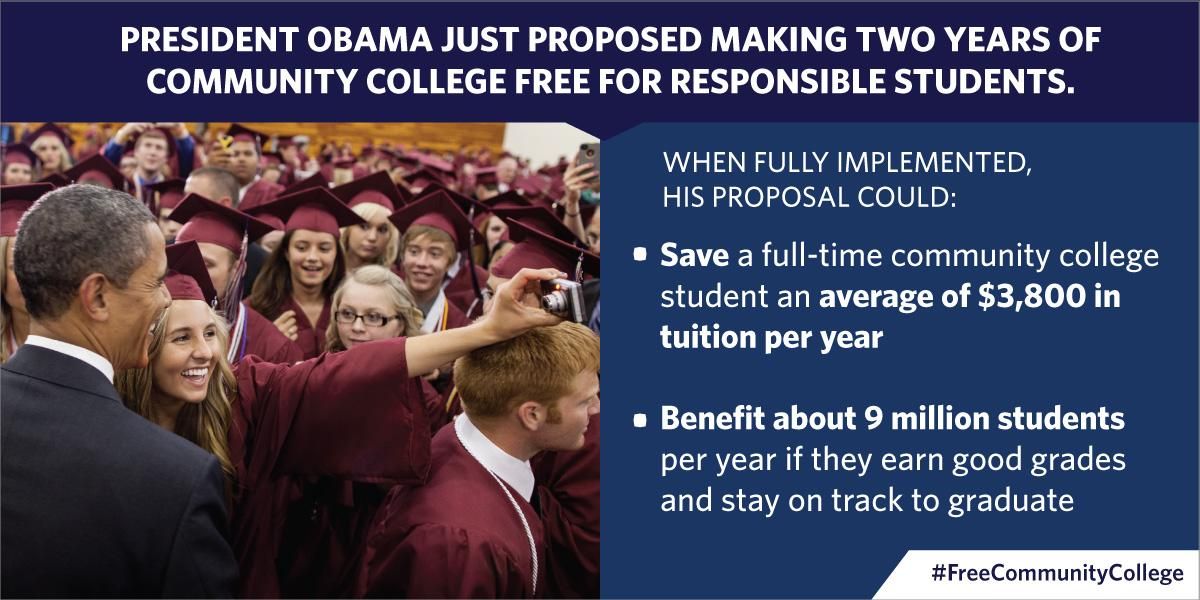 PRESIDENT OBAMA JUST PROPOSED MAKING TWO YEARS OF
COMMUNITY COLLEGE FREE FOR RESPONSIBLE STUDENTS.
WHEN FULLY IMPLEMENTED,
HIS PROPOSAL COULD:
▪ Save a full-time community college
student an average of $3,800 in
tuition per year
▪ Benefit about 9 million students
per year if they earn good grades
and stay on track to graduate
#FreeCommunityCollege